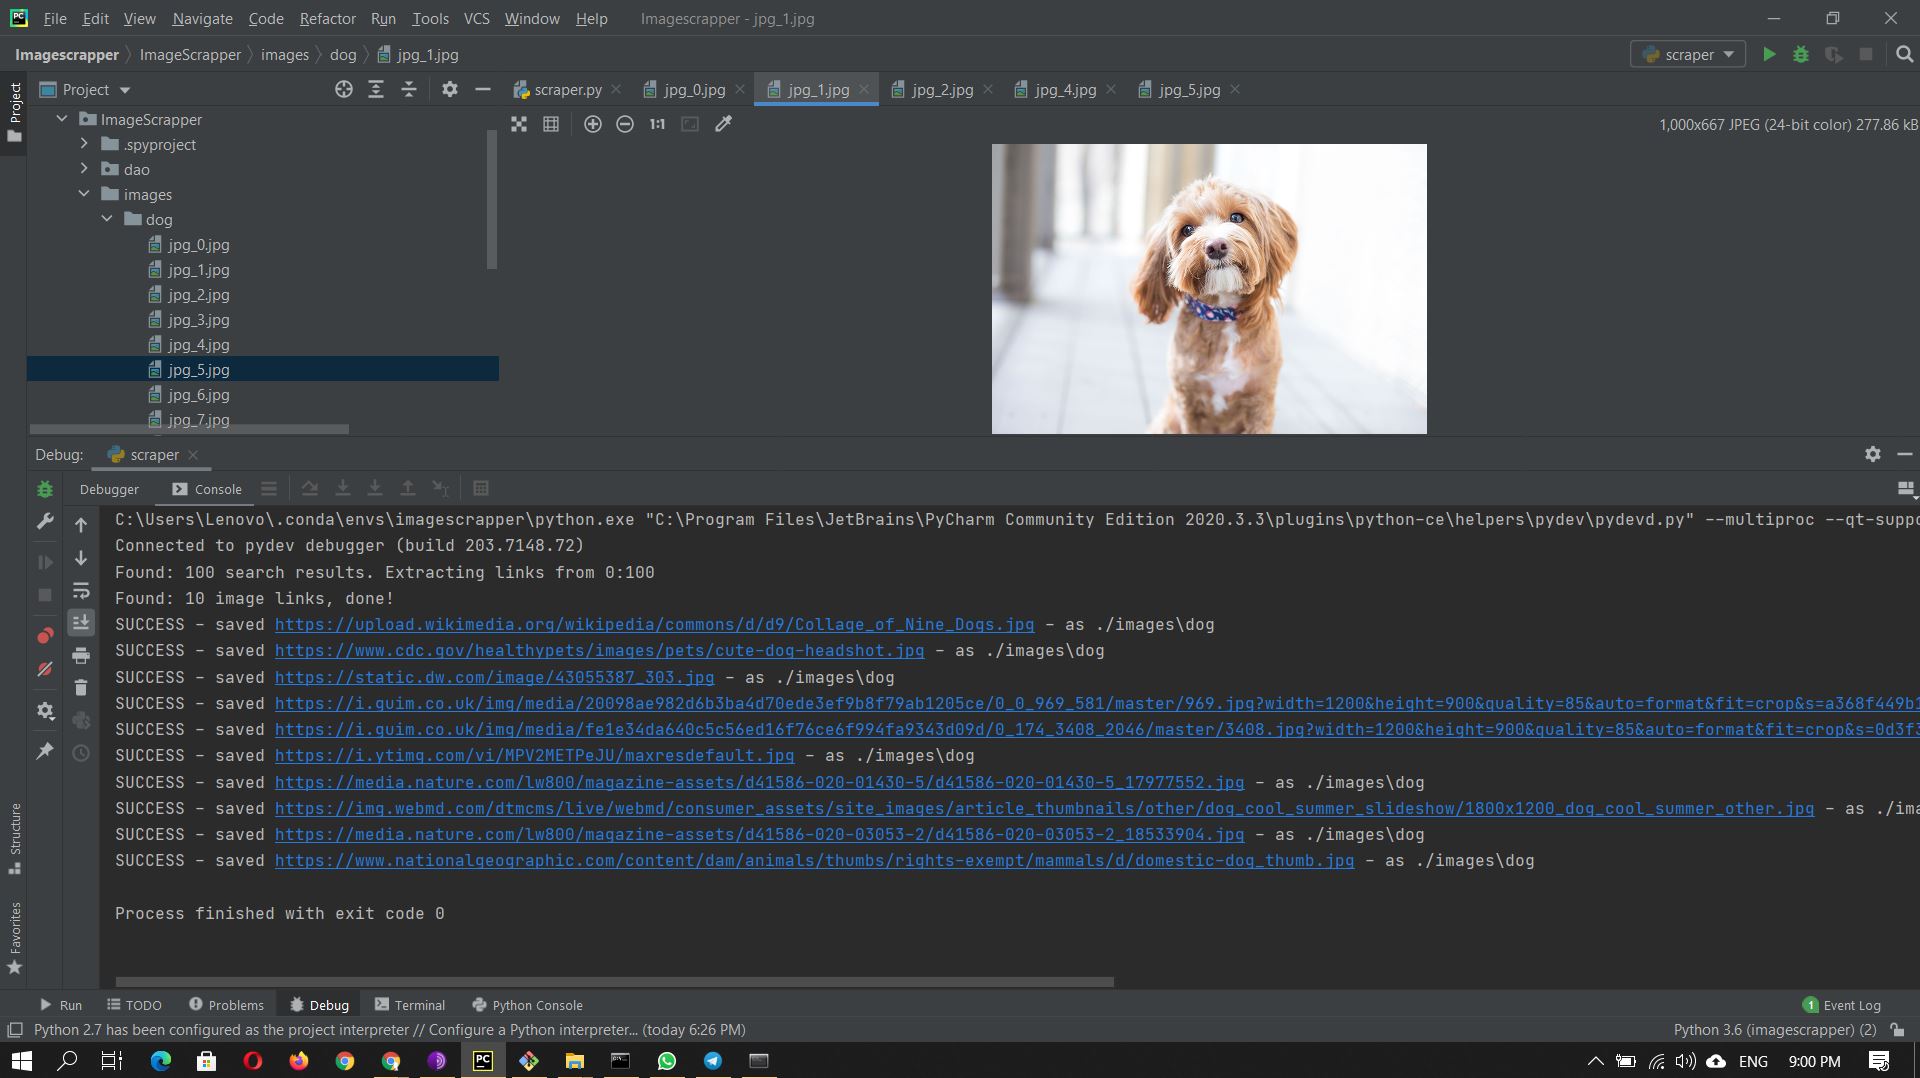 PC File Edit View Navigate Code Refactor Run Tools VCS Window Help Imagescrapper - jpg_1.jpg
Imagescrapper ImageScrapper images dog jpg_1.jpg scraper
Project
Project scraper.py jpg_0.jpg jpg_1.jpg jpg_2.jpg jpg_4.jpg jpg_5.jpg
1:1 1,000x667 JPEG (24-bit color) 277.86 kB
ImageScrapper
.spyproject
dao
images
dog
jpg_0.jpg
jpg_1.jpg
jpg_2.jpg
jpg_3.jpg
jpg_4.jpg
jpg_5.jpg
jpg_6.jpg
jpg_7.jpg
Debug: scraper
Debugger Console
C:\Users\Lenovo\.conda\envs\imagescrapper\python.exe "C:\Program Files\JetBrains\PyCharm Community Edition 2020.3.3\plugins\python-ce\helpers\pydev\pydevd.py" --multiproc --qt-suppo
Connected to pydev debugger (build 203.7148.72)
Found: 100 search results. Extracting links from 0:100
Found: 10 image links, done!
SUCCESS - saved https://upload.wikimedia.org/wikipedia/commons/d/d9/Collage_of_Nine_Dogs.jpg - as ./images\dog
SUCCESS - saved https://www.cdc.gov/healthypets/images/pets/cute-dog-headshot.jpg - as ./images\dog
SUCCESS - saved https://static.dw.com/image/43055387_303.jpg - as ./images\dog
SUCCESS - saved https://i.guim.co.uk/img/media/20098ae982d6b3ba4d70ede3ef9b8f79ab1205ce/0_0_969_581/master/969.jpg?width=1200&height=900&quality=85&auto=format&fit=crop&s=a368f449b1
SUCCESS - saved https://i.guim.co.uk/img/media/fe1e34da640c5c56ed16f76ce6f994fa9343d09d/0_174_3408_2046/master/3408.jpg?width=1200&height=900&quality=85&auto=format&fit=crop&s=0d3f3
SUCCESS - saved https://i.ytimg.com/vi/MPV2METPeJU/maxresdefault.jpg - as ./images\dog
SUCCESS - saved https://media.nature.com/lw800/magazine-assets/d41586-020-01430-5/d41586-020-01430-5_17977552.jpg - as ./images\dog
SUCCESS - saved https://img.webmd.com/dtmcms/live/webmd/consumer_assets/site_images/article_thumbnails/other/dog_cool_summer_slideshow/1800x1200_dog_cool_summer_other.jpg - as ./ima
SUCCESS - saved https://media.nature.com/lw800/magazine-assets/d41586-020-03053-2/d41586-020-03053-2_18533904.jpg - as ./images\dog
SUCCESS - saved https://www.nationalgeographic.com/content/dam/animals/thumbs/rights-exempt/mammals/d/domestic-dog_thumb.jpg - as ./images\dog
Process finished with exit code 0
Structure
Favorites
Run TODO Problems Debug Terminal Python Console 1 Event Log
Python 2.7 has been configured as the project interpreter // Configure a Python interpreter... (today 6:26 PM) Python 3.6 (imagescrapper) (2)
PC ENG 9:00 PM